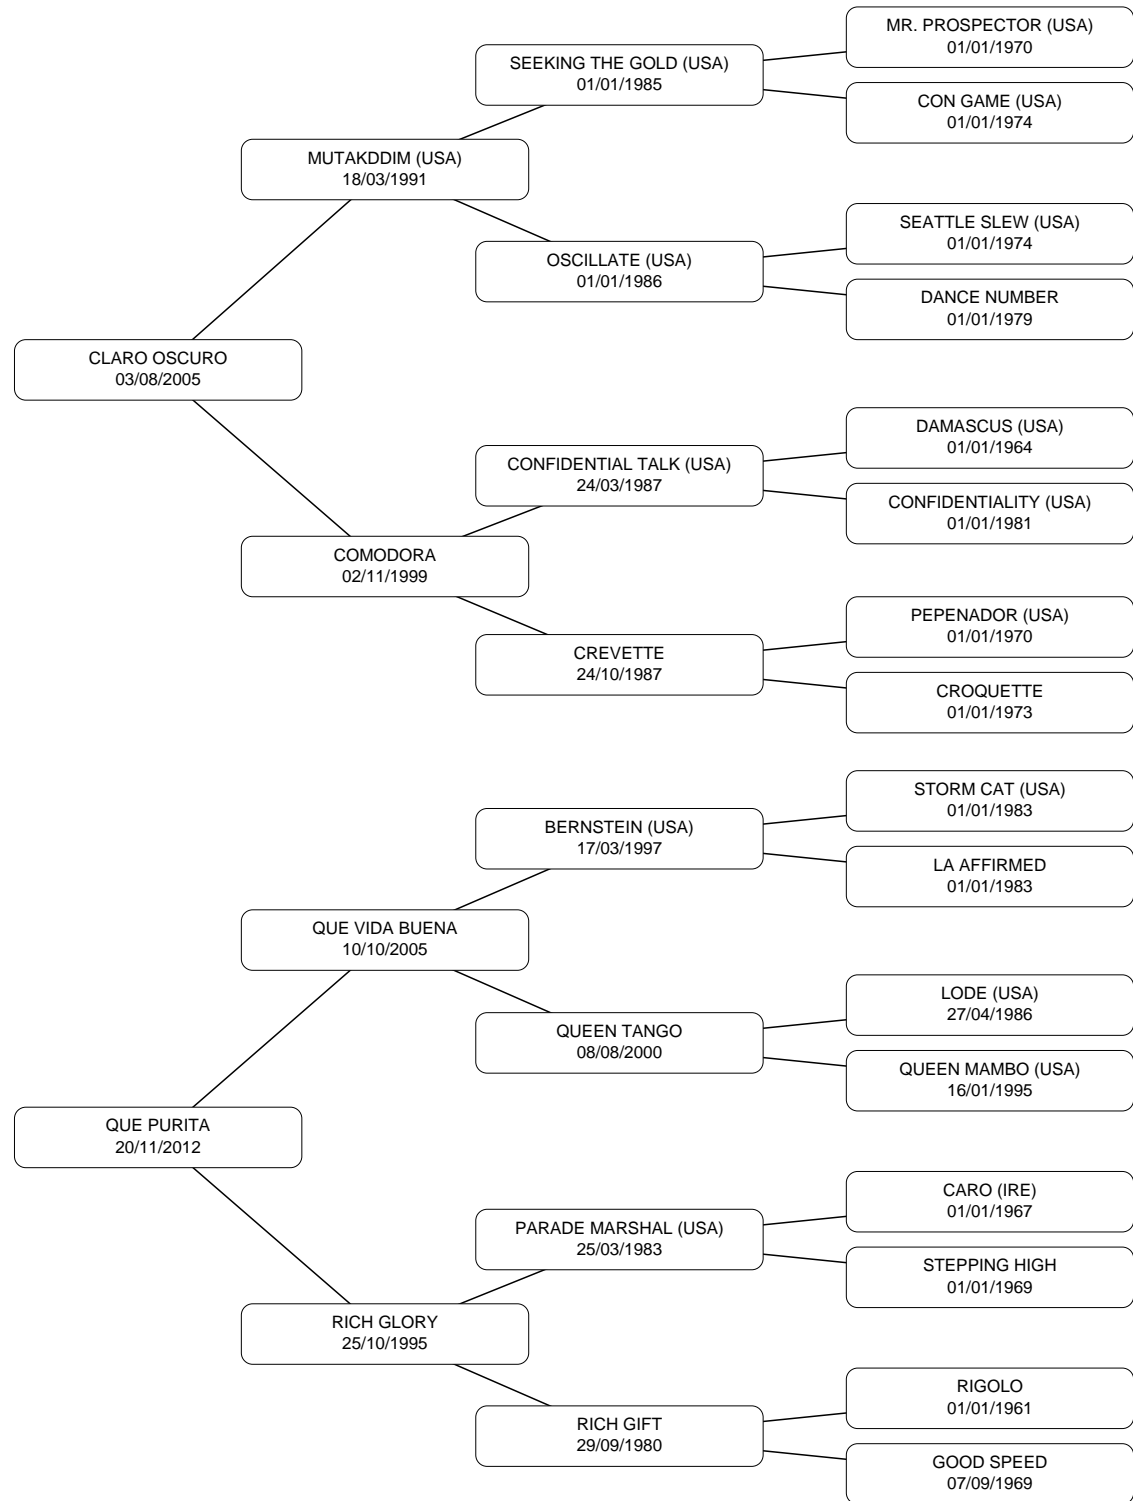 MR. PROSPECTOR (USA)
01/01/1970
SEEKING THE GOLD (USA)
01/01/1985
CON GAME (USA)
01/01/1974
MUTAKDDIM (USA)
18/03/1991
SEATTLE SLEW (USA)
01/01/1974
OSCILLATE (USA)
01/01/1986
DANCE NUMBER
01/01/1979
CLARO OSCURO
03/08/2005
DAMASCUS (USA)
01/01/1964
CONFIDENTIAL TALK (USA)
24/03/1987
CONFIDENTIALITY (USA)
01/01/1981
COMODORA
02/11/1999
PEPENADOR (USA)
01/01/1970
CREVETTE
24/10/1987
CROQUETTE
01/01/1973
STORM CAT (USA)
01/01/1983
BERNSTEIN (USA)
17/03/1997
LA AFFIRMED
01/01/1983
QUE VIDA BUENA
10/10/2005
LODE (USA)
27/04/1986
QUEEN TANGO
08/08/2000
QUEEN MAMBO (USA)
16/01/1995
QUE PURITA
20/11/2012
CARO (IRE)
01/01/1967
PARADE MARSHAL (USA)
25/03/1983
STEPPING HIGH
01/01/1969
RICH GLORY
25/10/1995
RIGOLO
01/01/1961
RICH GIFT
29/09/1980
GOOD SPEED
07/09/1969